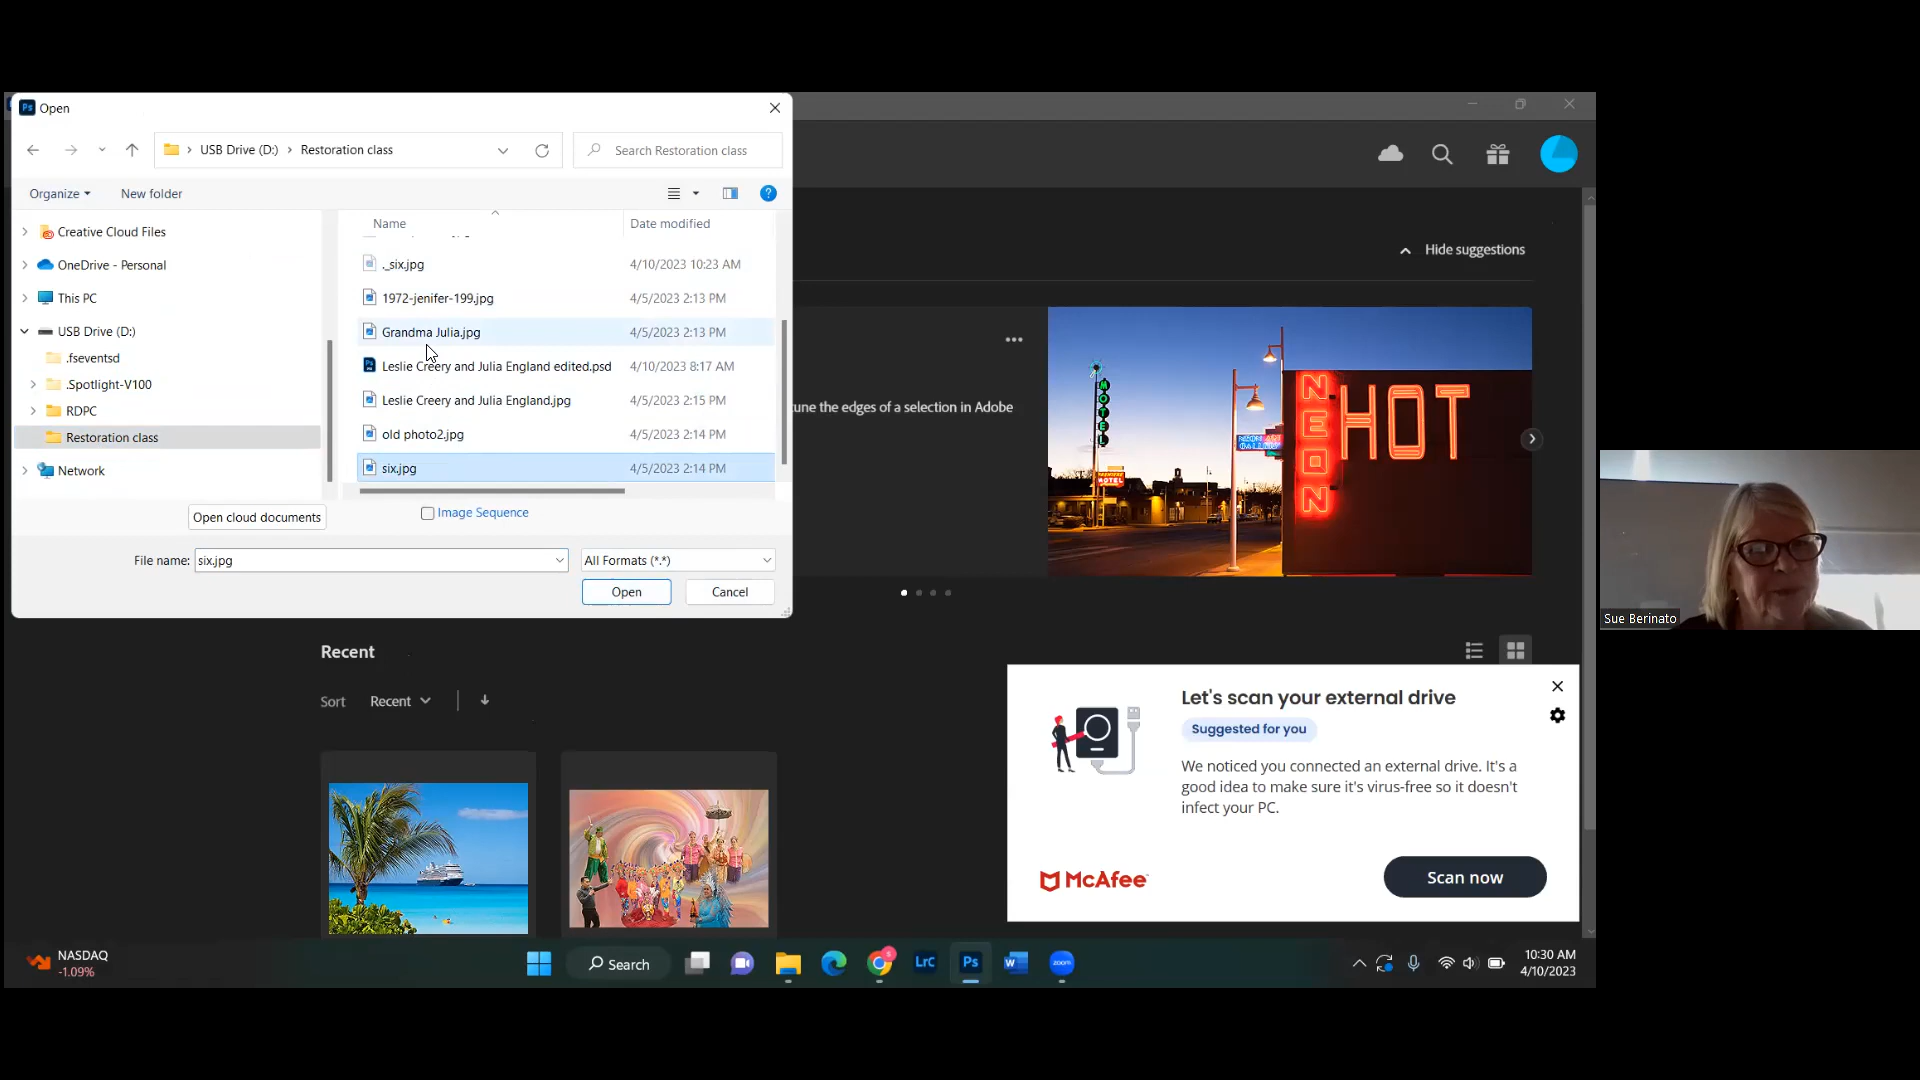 Ps Open
USB Drive (D:) Restoration class
Search Restoration class
Organize New folder
Name Date modified
Creative Cloud Files
OneDrive - Personal
This PC
USB Drive (D:)
.fseventsd
.Spotlight-V100
RDPC
Restoration class
Network
._six.jpg 4/10/2023 10:23 AM
1972-jenifer-199.jpg 4/5/2023 2:13 PM
Grandma Julia.jpg 4/5/2023 2:13 PM
Leslie Creery and Julia England edited.psd 4/10/2023 8:17 AM
Leslie Creery and Julia England.jpg 4/5/2023 2:15 PM
old photo2.jpg 4/5/2023 2:14 PM
six.jpg 4/5/2023 2:14 PM
Open cloud documents
Image Sequence
File name: six.jpg All Formats (*.*)
Open Cancel
Hide suggestions
tune the edges of a selection in Adobe
MOTEL
NEON
HOT
Recent
Sort Recent
Let's scan your external drive
Suggested for you
We noticed you connected an external drive. It's a
good idea to make sure it's virus-free so it doesn't
infect your PC.
McAfee
Scan now
Sue Berinato
NASDAQ
-1.09%
Search
LrC
Ps
W
zoom
10:30 AM
4/10/2023